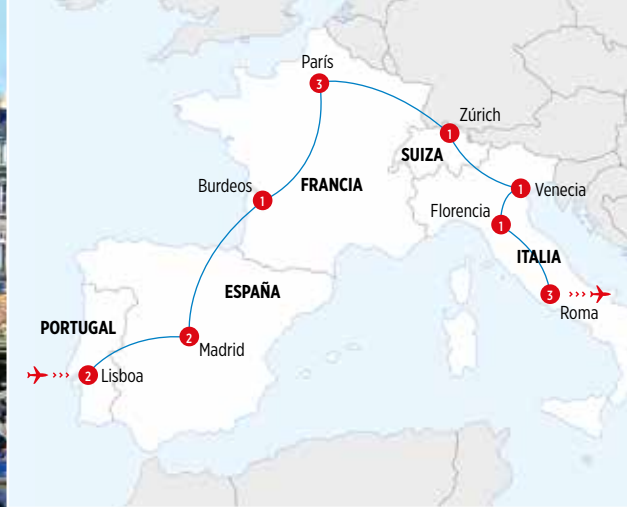 París
3
Zúrich
1
SUIZA
Burdeos
1
FRANCIA
1
Venecia
Florencia
1
ITALIA
ESPAÑA
3
Roma
PORTUGAL
2
Madrid
2
Lisboa